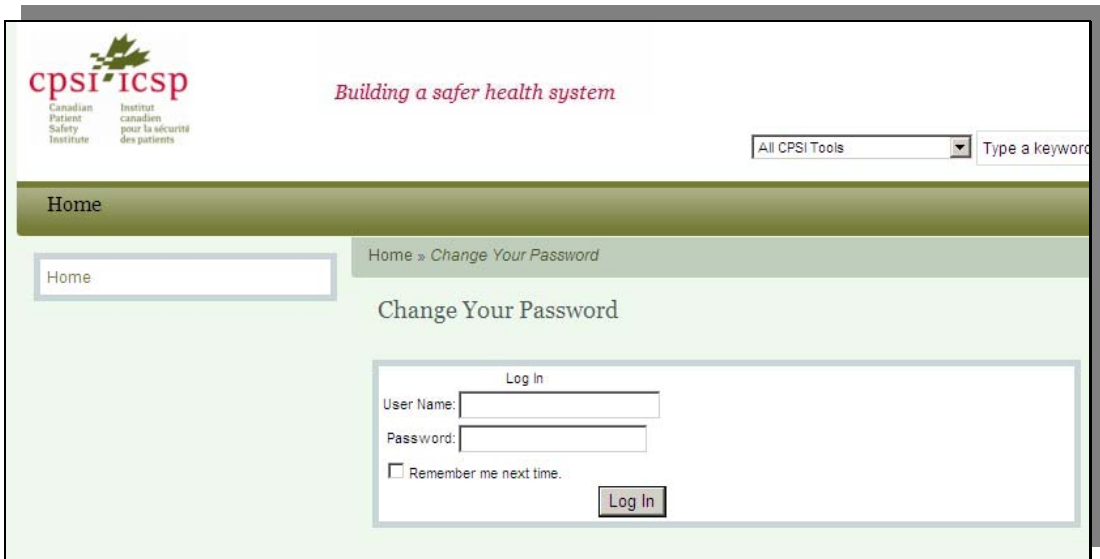 cpsi icsp
Canadian Patient Safety Institute
Institut canadien pour la sécurité des patients
Building a safer health system
All CPSI Tools
Type a keyword
Home
Home
Home » Change Your Password
Change Your Password
Log In
User Name:
Password:
Remember me next time.
Log In